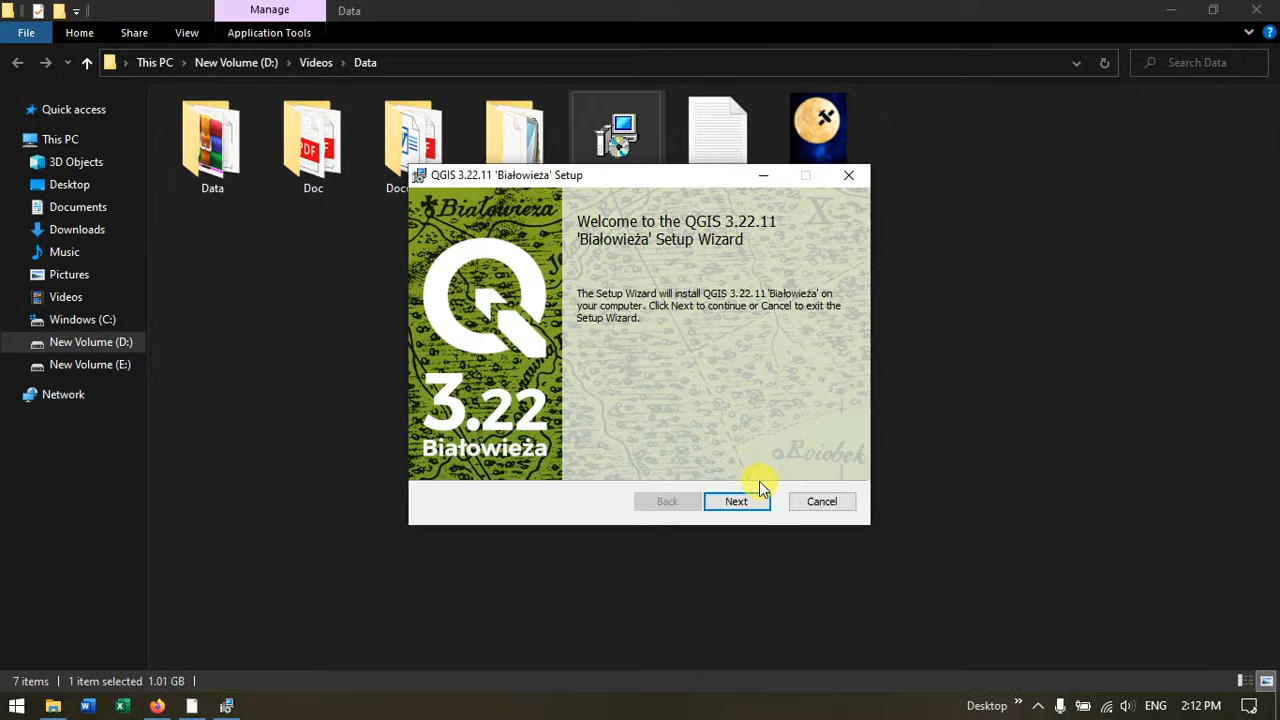 Manage
Data
File
Home
Share
View
Application Tools
This PC
New Volume (D:)
Videos
Data
Search Data
Quick access
This PC
3D Objects
Desktop
Documents
Downloads
Music
Pictures
Videos
Windows (C:)
New Volume (D:)
New Volume (E:)
Network
Data
Doc
Docu
QGIS 3.22.11 'Białowieża' Setup
Białowieża
3.22
Białowieża
Welcome to the QGIS 3.22.11
'Białowieża' Setup Wizard
The Setup Wizard will install QGIS 3.22.11 'Białowieża' on
your computer. Click Next to continue or Cancel to exit the
Setup Wizard.
Back
Next
Cancel
7 items
1 item selected 1.01 GB
Desktop
ENG
2:12 PM